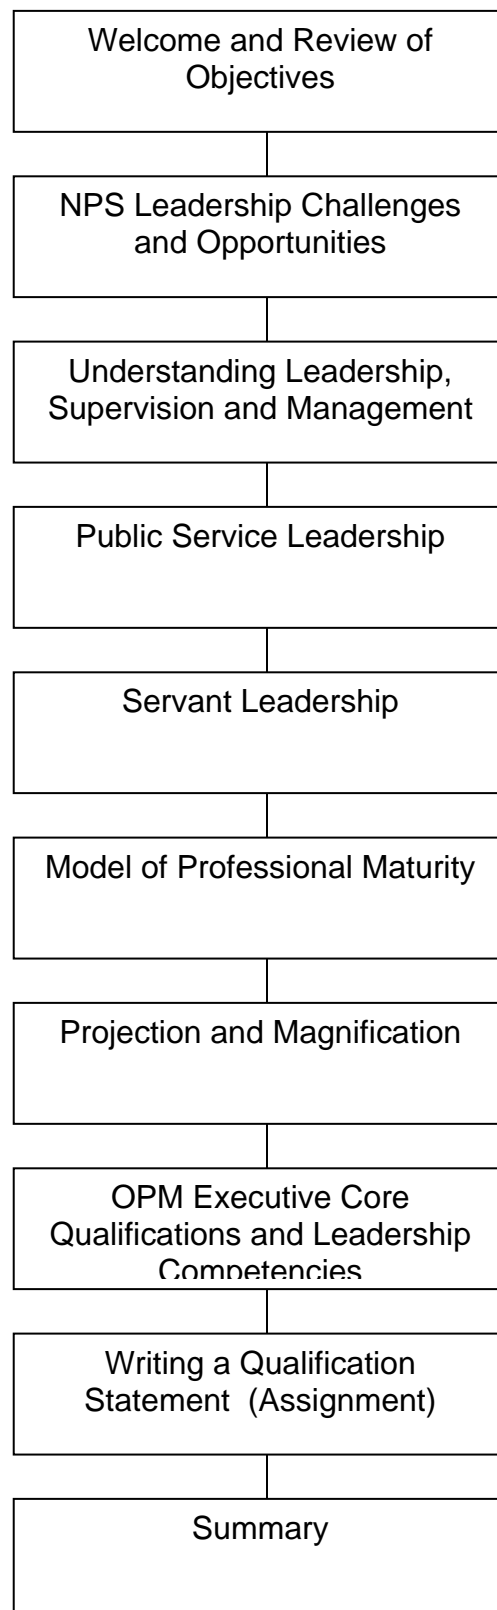 Welcome and Review of
Objectives
NPS Leadership Challenges
and Opportunities
Understanding Leadership,
Supervision and Management
Public Service Leadership
Servant Leadership
Model of Professional Maturity
Projection and Magnification
OPM Executive Core
Qualifications and Leadership
Competencies
Writing a Qualification
Statement  (Assignment)
Summary